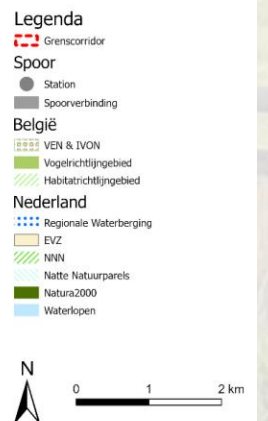 Legenda
Grenscorridor
Spoor
Station
Spoorverbinding
België
VEN & IVON
Vogelrichtlijngebied
Habitatrichtlijngebied
Nederland
Regionale Waterberging
EVZ
NNN
Natte Natuurparels
Natura2000
Waterlopen
N
0 1 2 km